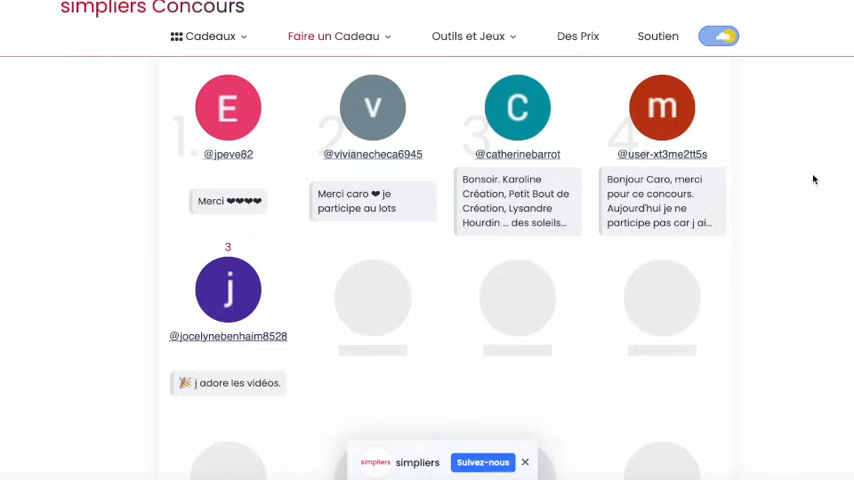 simpliers Concours
Cadeaux
Faire un Cadeau
Outils et Jeux
Des Prix
Soutien
1.
E
@jpeve82
Merci ❤❤❤❤
2
v
@vivianecheca6945
Merci caro ❤ je
participe au lots
3
C
@catherinebarrot
Bonsoir. Karoline
Création, Petit Bout de
Création, Lysandre
Hourdin ... des soleils...
4
m
@user-xt3me2tt5s
Bonjour Caro, merci
pour ce concours.
Aujourd'hui je ne
participe pas car j ai...
3
j
@jocelynebenhaim8528
🎉 j adore les vidéos.
simpliers
simpliers
Suivez-nous